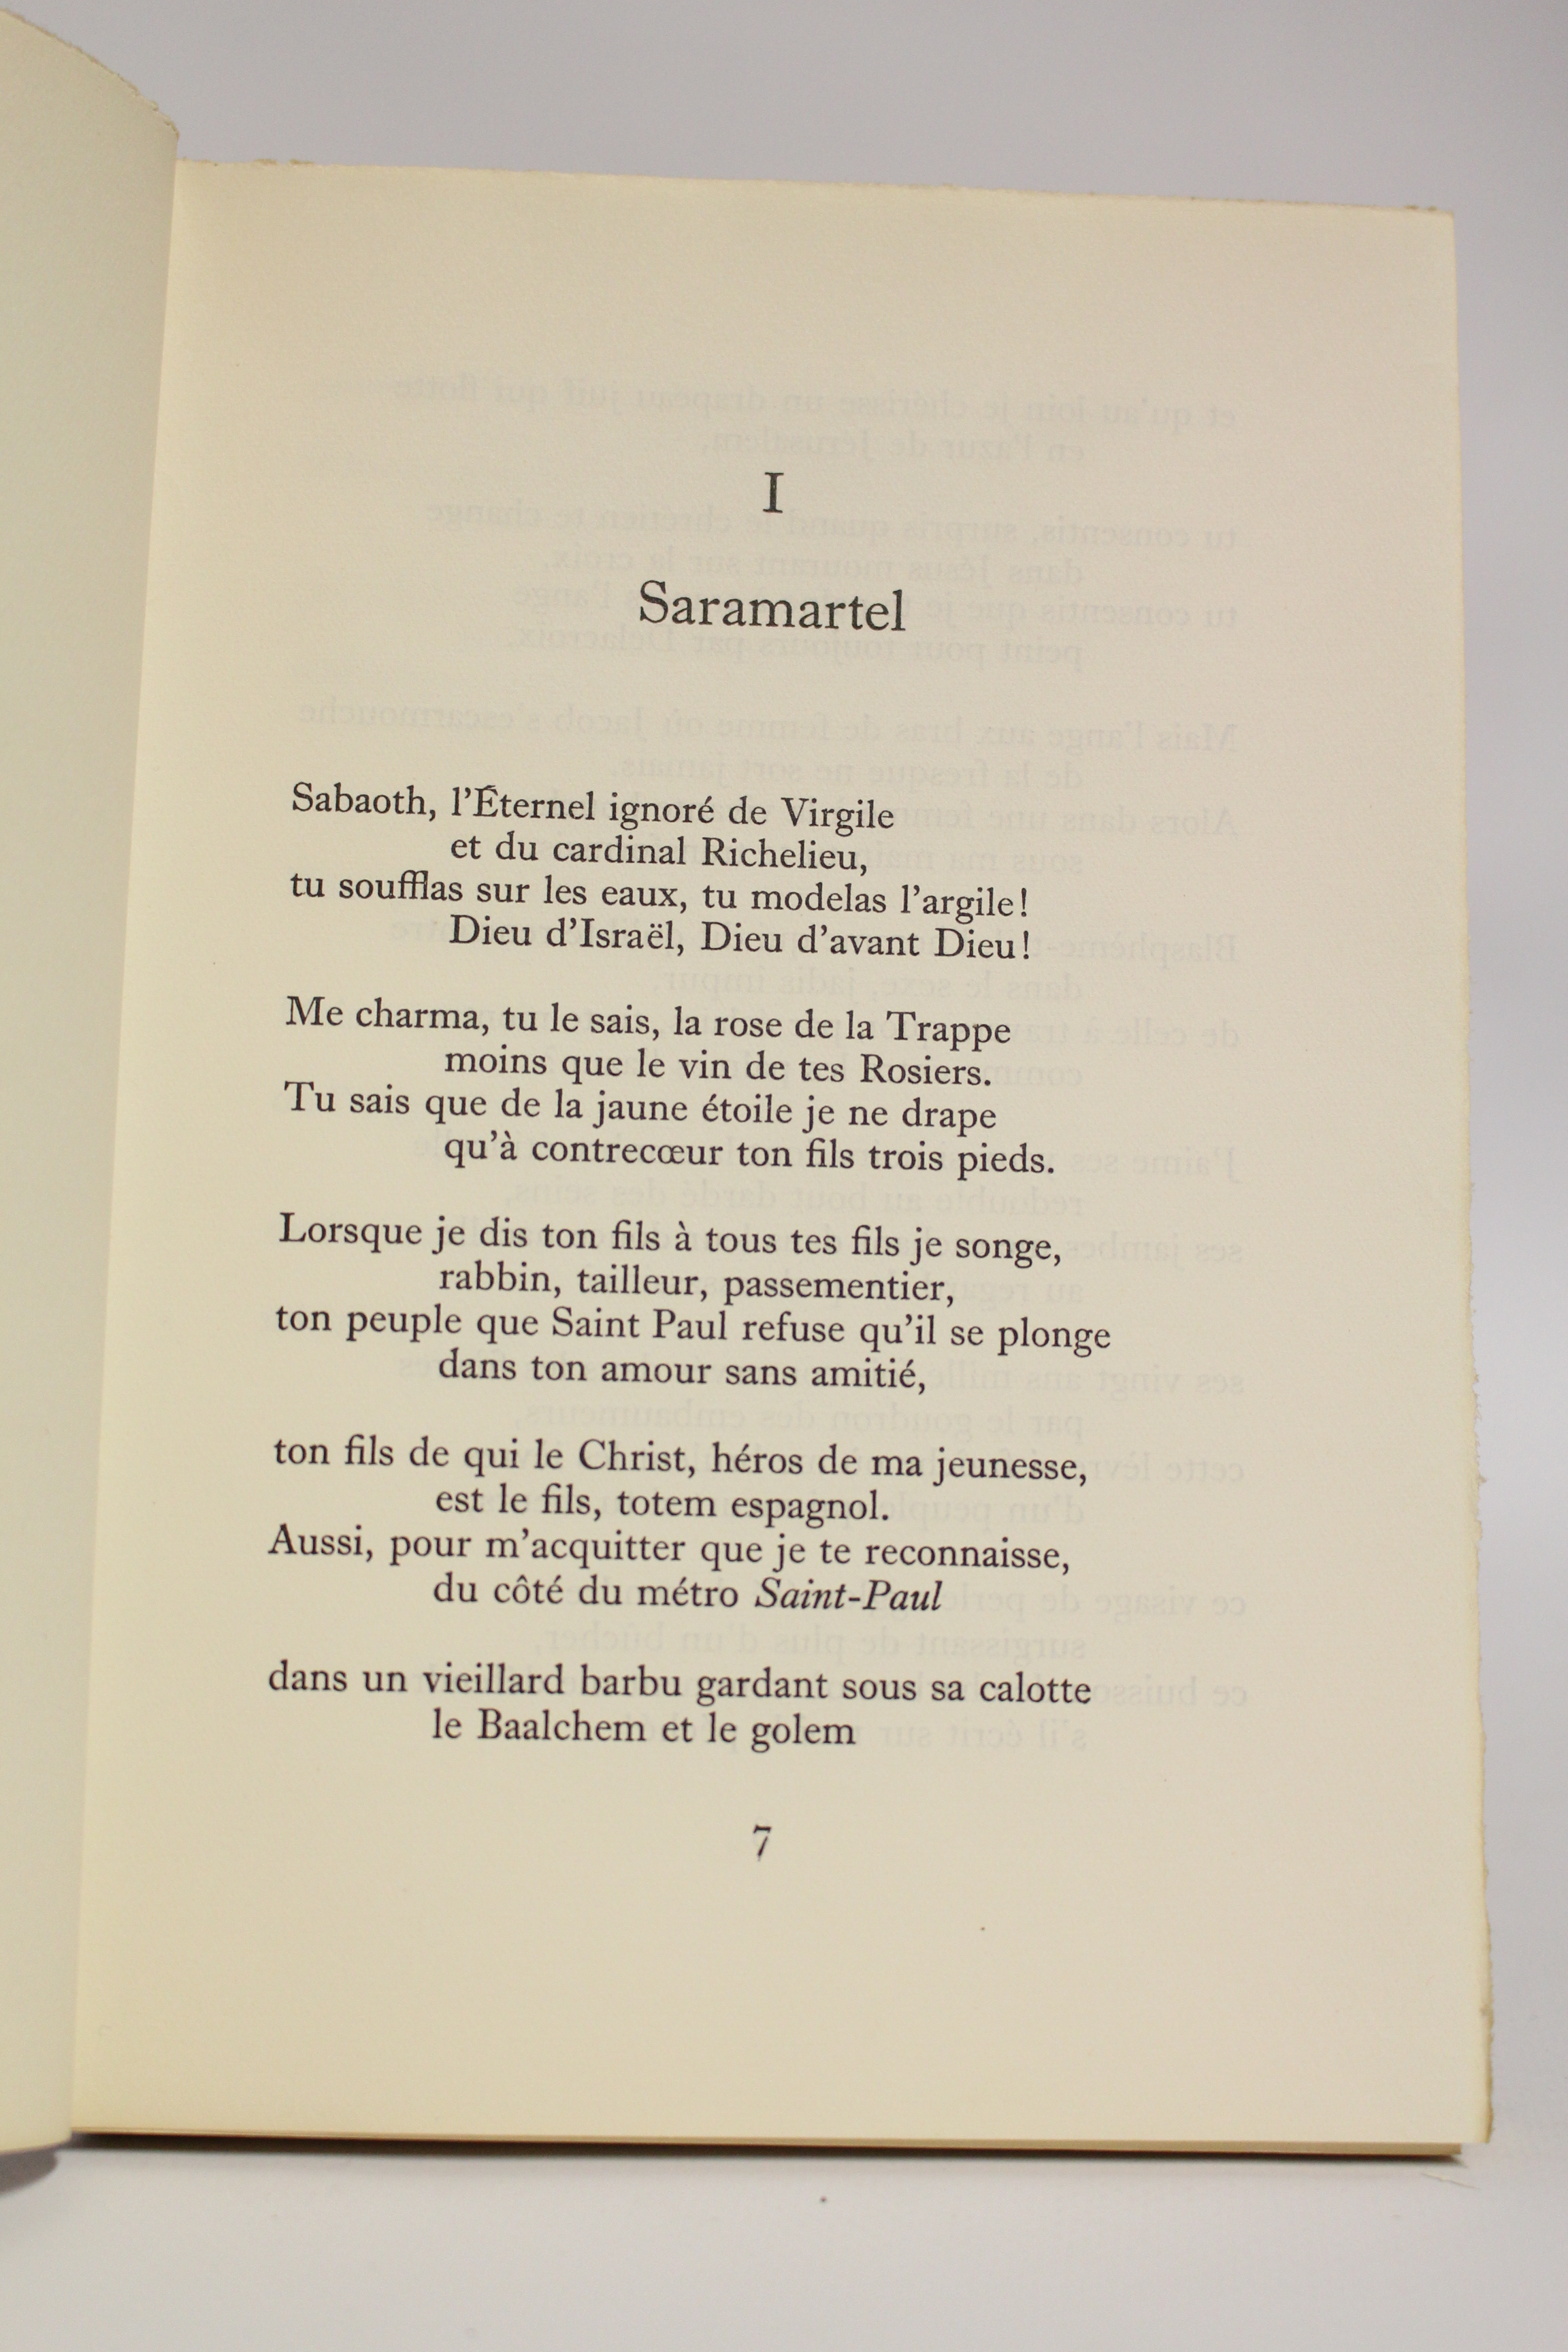 I
Saramartel
Sabaoth, l'Éternel ignoré de Virgile
et du cardinal Richelieu,
tu soufflas sur les eaux, tu modelas l'argile!
Dieu d'Israël, Dieu d'avant Dieu!
Me charma, tu le sais, la rose de la Trappe
moins que le vin de tes Rosiers.
Tu sais que de la jaune étoile je ne drape
qu'à contrecœur ton fils trois pieds.
Lorsque je dis ton fils à tous tes fils je songe,
rabbin, tailleur, passementier,
ton peuple que Saint Paul refuse qu'il se plonge
dans ton amour sans amitié,
ton fils de qui le Christ, héros de ma jeunesse,
est le fils, totem espagnol.
Aussi, pour m'acquitter que je te reconnaisse,
du côté du métro Saint-Paul
dans un vieillard barbu gardant sous sa calotte
le Baalchem et le golem
7